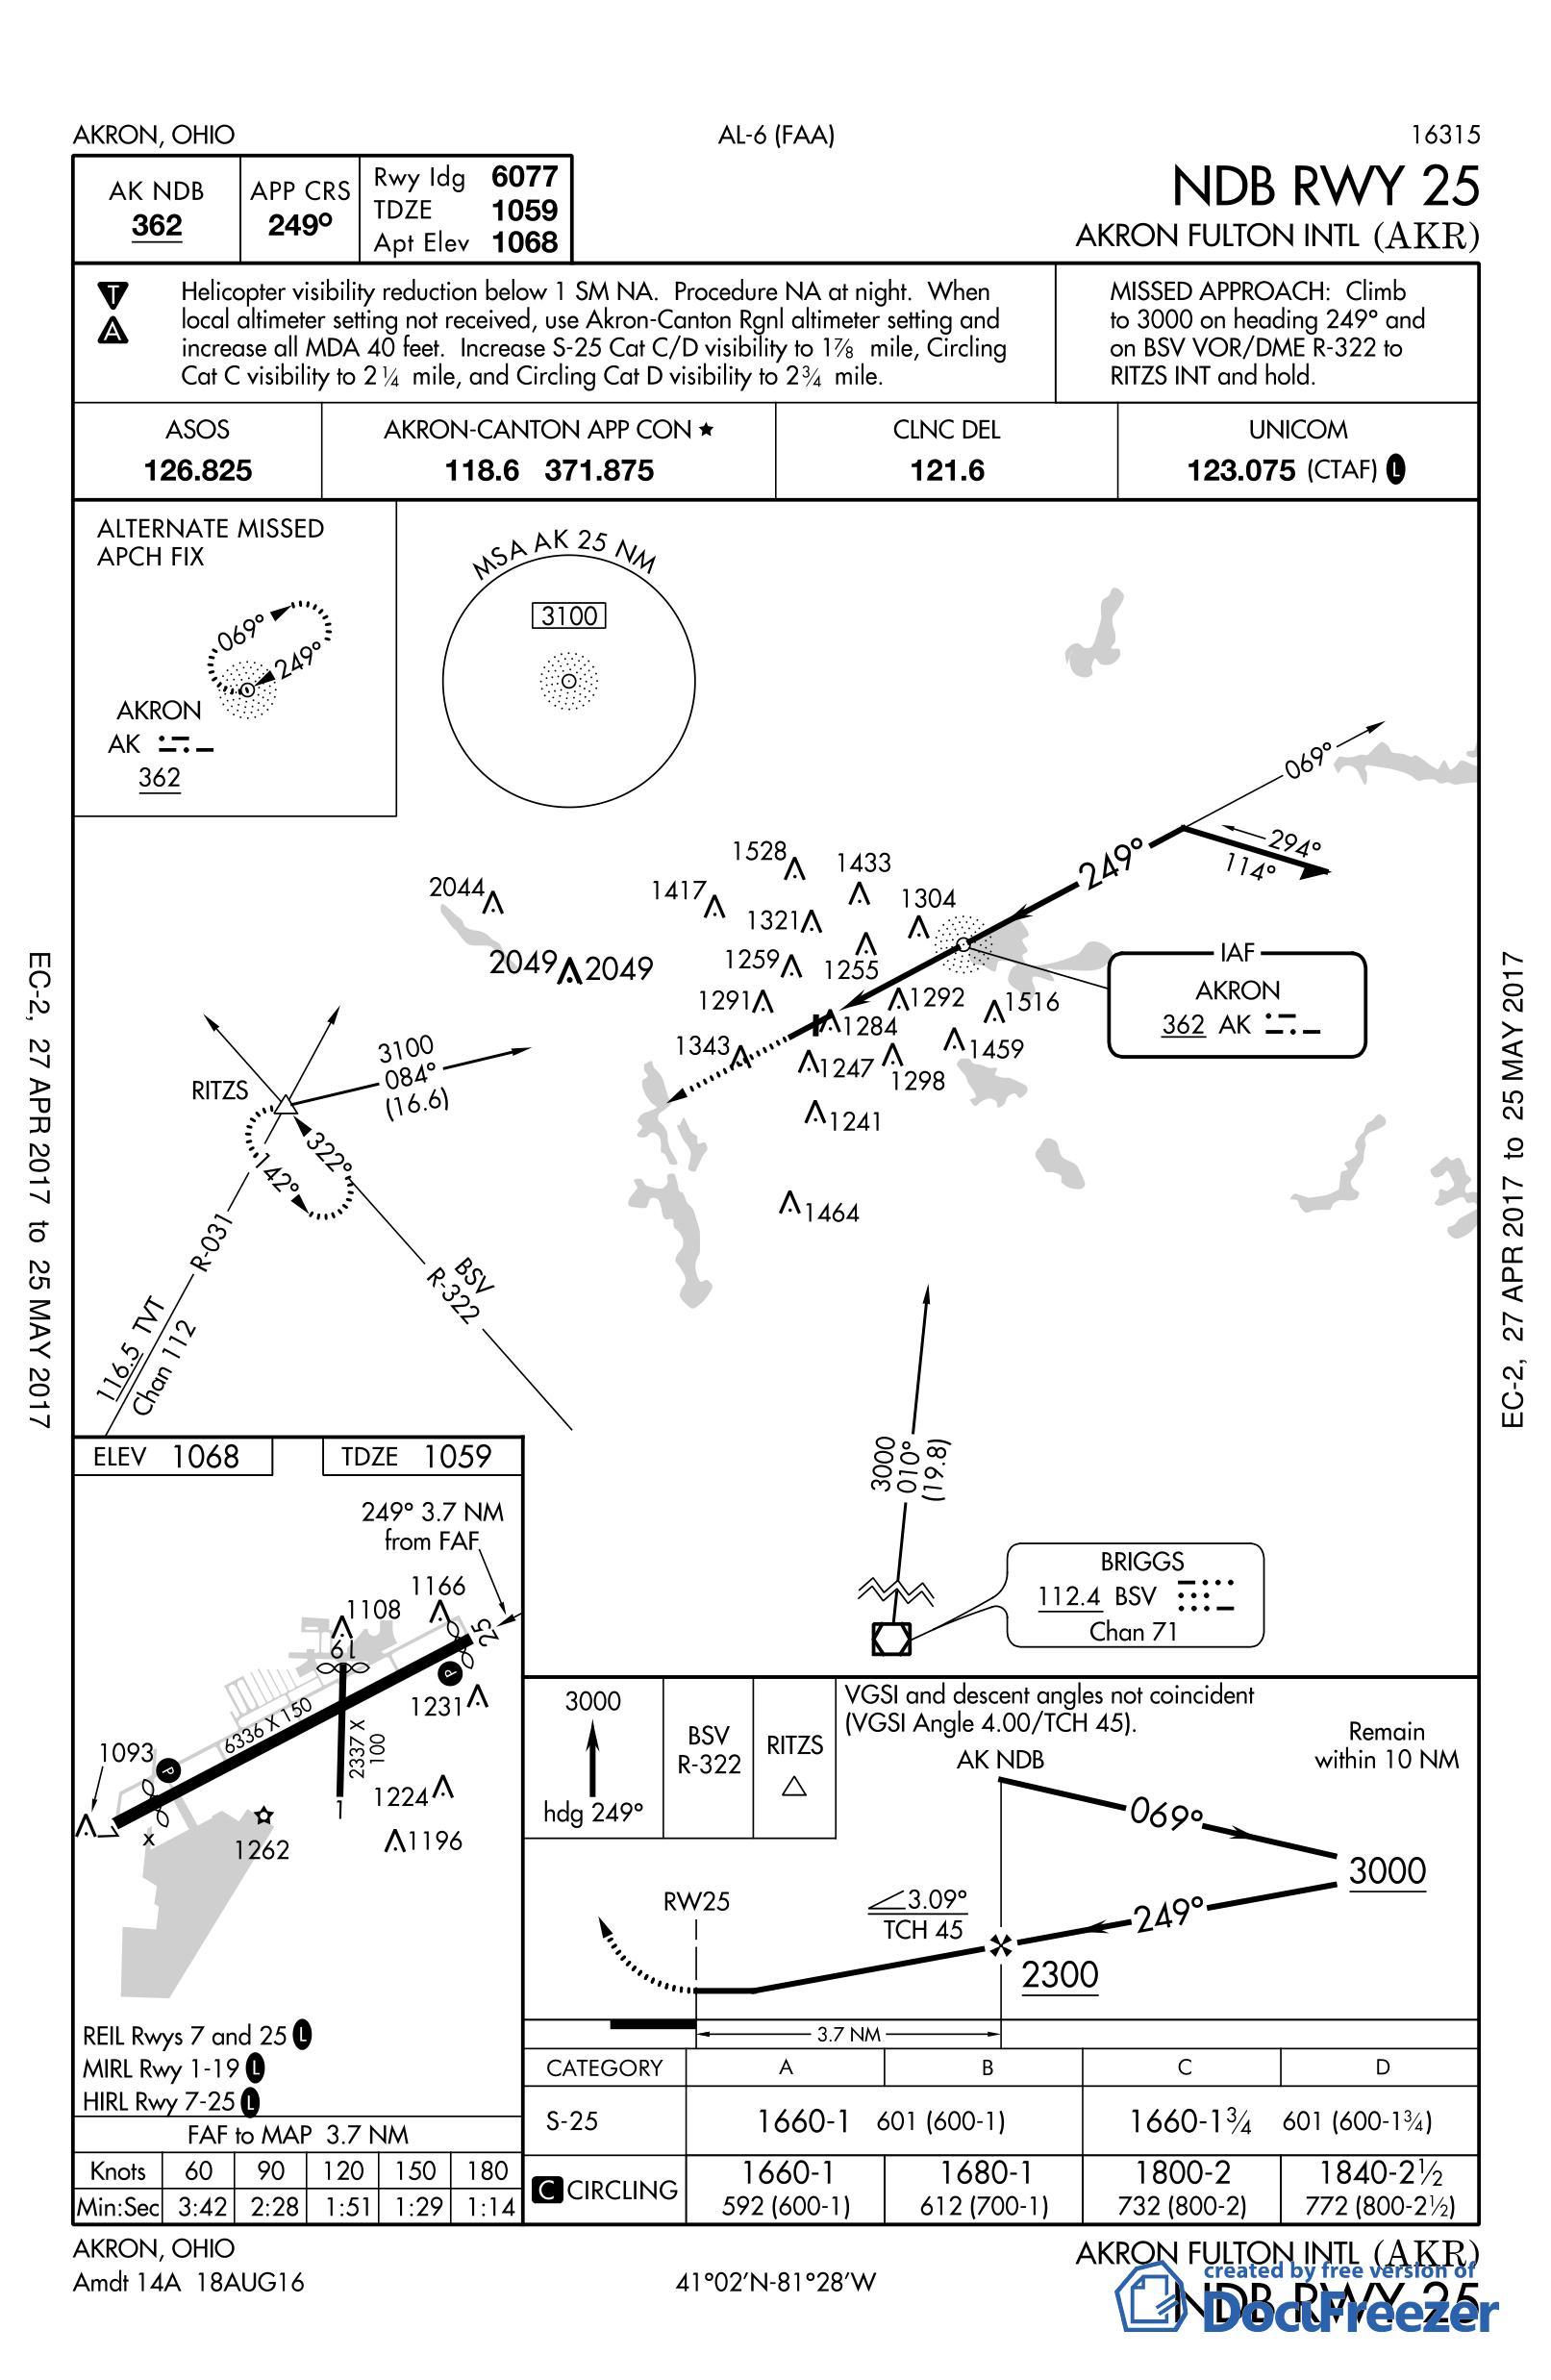 AKRON, OHIO
AL-6 (FAA)
16315
AK NDB
362
APP CRS
249°
Rwy Idg 6077
TDZE 1059
Apt Elev 1068
NDB RWY 25
AKRON FULTON INTL (AKR)
T
A
Helicopter visibility reduction below 1 SM NA. Procedure NA at night. When
local altimeter setting not received, use Akron-Canton Rgnl altimeter setting and
increase all MDA 40 feet. Increase S-25 Cat C/D visibility to 1⅞ mile, Circling
Cat C visibility to 2¼ mile, and Circling Cat D visibility to 2¾ mile.
MISSED APPROACH: Climb
to 3000 on heading 249° and
on BSV VOR/DME R-322 to
RITZS INT and hold.
ASOS
126.825
AKRON-CANTON APP CON ★
118.6 371.875
CLNC DEL
121.6
UNICOM
123.075 (CTAF) L
ALTERNATE MISSED
APCH FIX
069°
249°
AKRON
AK
362
MSA AK 25 NM
3100
069°
294°
114°
249°
1528
1433
2044
1417
1304
1321
2049 2049
1259
1255
1291
1292
1516
1284
1343
1459
1247
1298
1241
1464
IAF
AKRON
362 AK
RITZS
3100
084°
(16.6)
322°
142°
R-031
BSV
R-322
116.5 TVT
Chan 112
3000
010°
(19.8)
BRIGGS
112.4 BSV
Chan 71
EC-2, 27 APR 2017 to 25 MAY 2017
EC-2, 27 APR 2017 to 25 MAY 2017
ELEV 1068
TDZE 1059
249° 3.7 NM
from FAF
1166
1108
19
25
P
1231
6336 X 150
2337 X
100
1093
P
1224
7
x
1
1262
1196
REIL Rwys 7 and 25 L
MIRL Rwy 1-19 L
HIRL Rwy 7-25 L
FAF to MAP 3.7 NM
Knots 60 90 120 150 180
Min:Sec 3:42 2:28 1:51 1:29 1:14
3000
hdg 249°
BSV
R-322
RITZS
VGSI and descent angles not coincident
(VGSI Angle 4.00/TCH 45).
AK NDB
Remain
within 10 NM
069°
3000
249°
RW25
3.09°
TCH 45
2300
3.7 NM
CATEGORY A B C D
S-25 1660-1 601 (600-1) 1660-1¾ 601 (600-1¾)
C CIRCLING
1660-1 1680-1 1800-2 1840-2½
592 (600-1) 612 (700-1) 732 (800-2) 772 (800-2½)
AKRON, OHIO
Amdt 14A 18AUG16
41°02'N-81°28'W
AKRON FULTON INTL (AKR)
NDB RWY 25
created by free version of
DocuFreezer